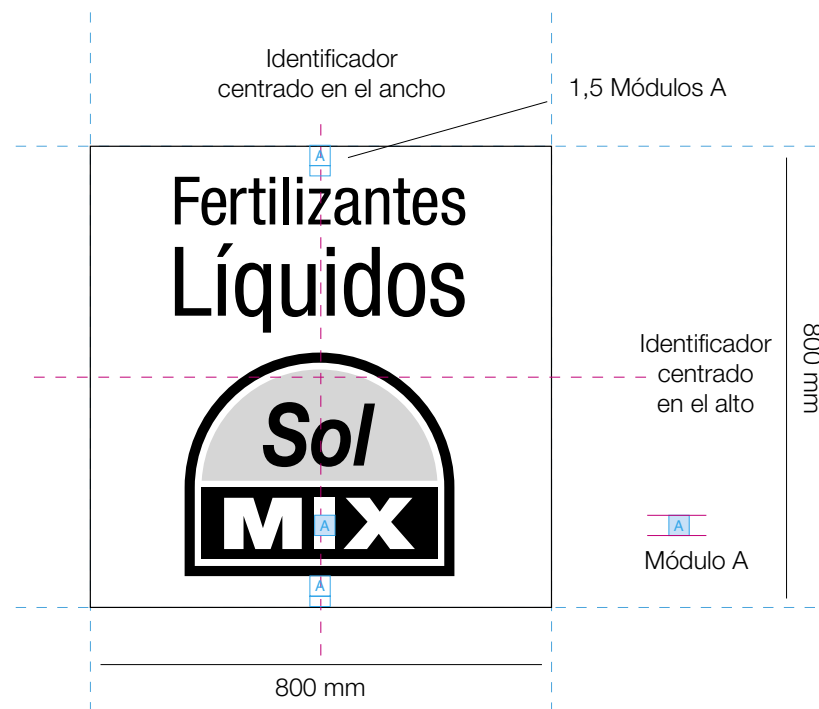 Identificador
centrado en el ancho
1,5 Módulos A
A
Fertilizantes
Líquidos
Identificador
centrado
en el alto
800 mm
Sol
MIX
A
A
Módulo A
A
800 mm